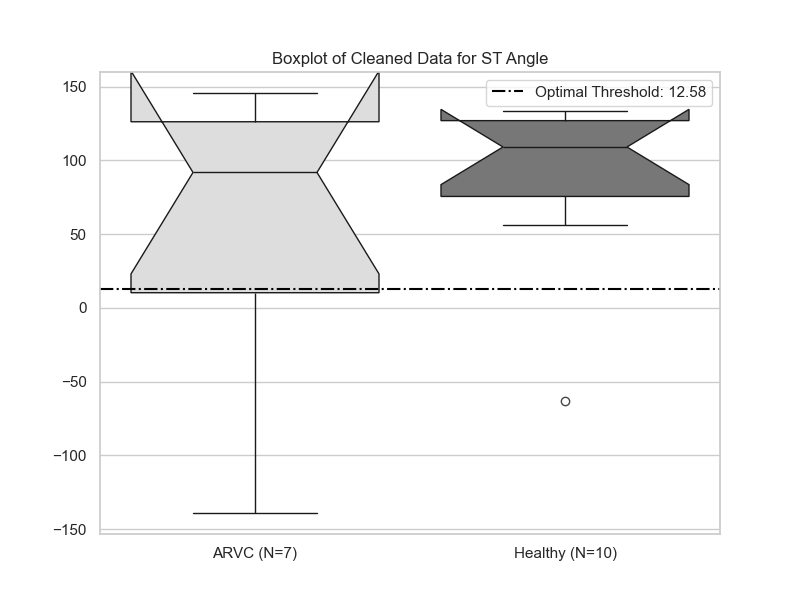 Boxplot of Cleaned Data for ST Angle
Optimal Threshold: 12.58
150
100
50
0
−50
−100
−150
ARVC (N=7)
Healthy (N=10)